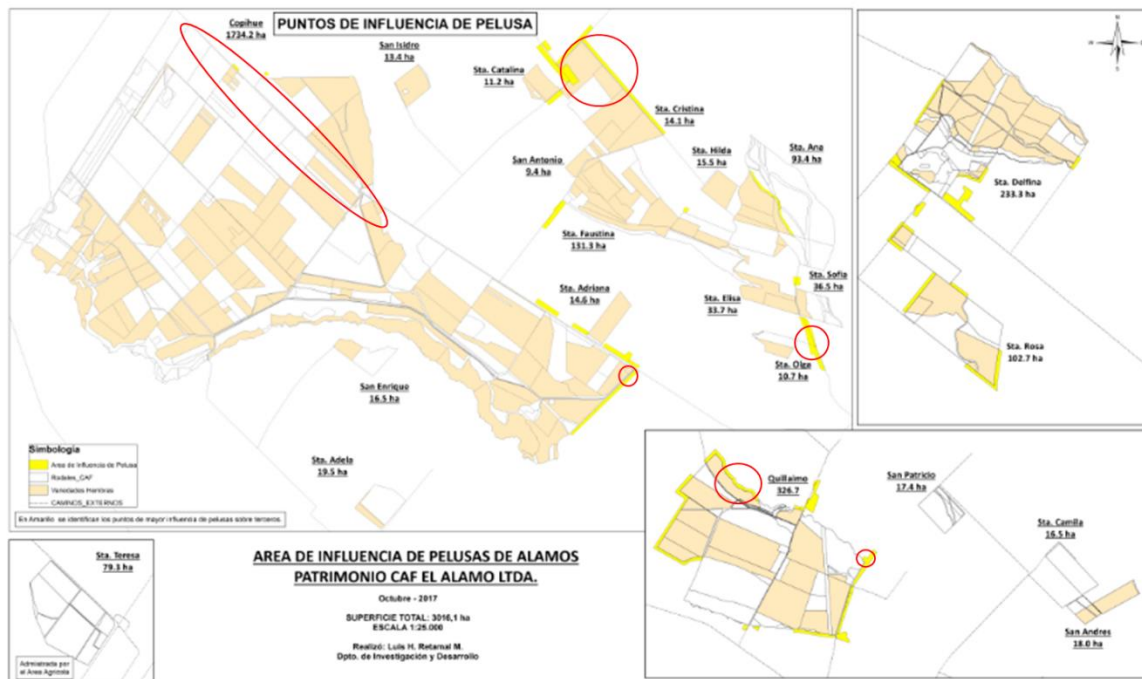 PUNTOS DE INFLUENCIA DE PELUSA
Copihue
1734.2 ha
San Isidro
13.4 ha
Sta. Catalina
11.2 ha
Sta. Cristina
14.1 ha
San Antonio
9.4 ha
Sta. Hilda
15.5 ha
Sta. Ana
93.4 ha
Sta. Faustina
131.3 ha
Sta. Adriana
14.6 ha
Sta. Elisa
33.7 ha
Sta. Sofia
36.5 ha
Sta. Olga
10.7 ha
San Enrique
16.5 ha
Sta. Adela
19.5 ha
Simbología
Area de Influencia de Pelusa
Rodales_CAF
Variedades Hembras
CAMINOS_EXTERNOS
En Amarillo se identifican los puntos de mayor influencia de pelusas sobre terceros.
N
W
E
S
Sta. Delfina
233.3 ha
Sta. Rosa
102.7 ha
Quillaimo
326.7
San Patricio
17.4 ha
Sta. Camila
16.5 ha
San Andres
18.0 ha
Sta. Teresa
79.3 ha
Admistrada por
el Area Agricola
AREA DE INFLUENCIA DE PELUSAS DE ALAMOS
PATRIMONIO CAF EL ALAMO LTDA.
Octubre - 2017
SUPERFICIE TOTAL: 3016,1 ha
ESCALA 1:25.000
Realizó: Luis H. Retamal M.
Dpto. de Investigación y Desarrollo